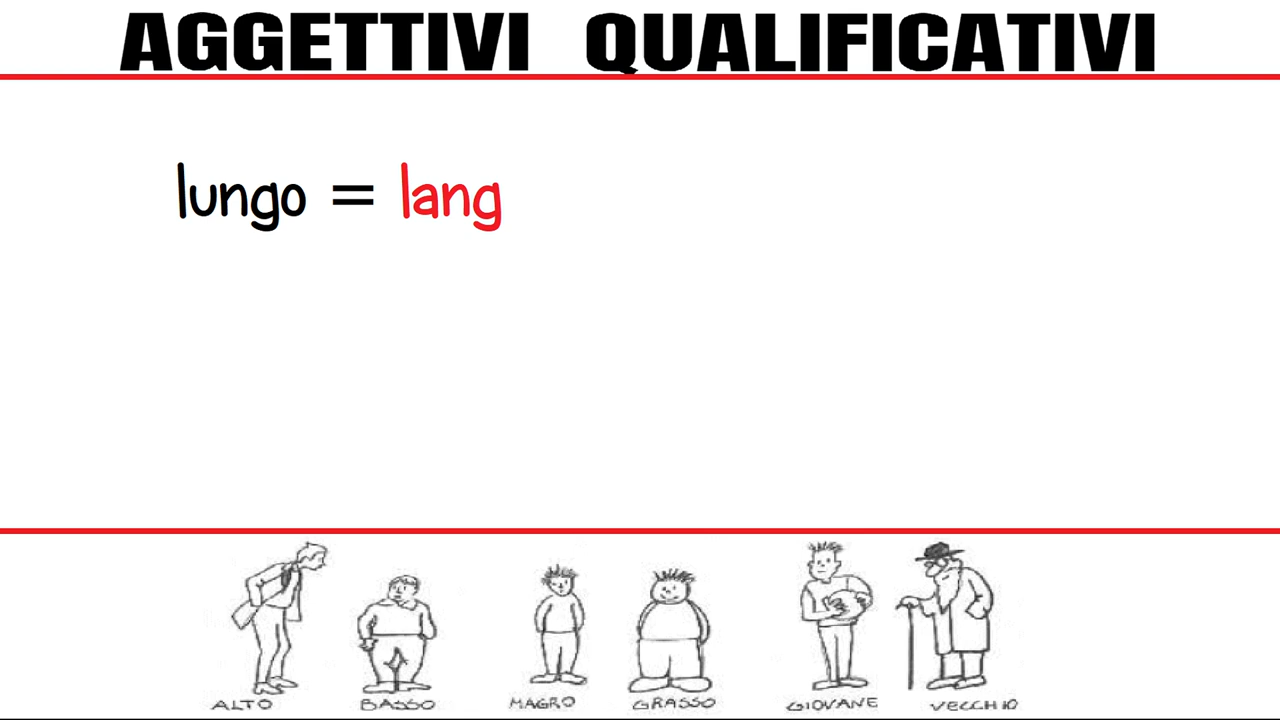 AGGETTIVI QUALIFICATIVI
lungo = lang
ALTO BASSO MAGRO GRASSO GIOVANE VECCHIO